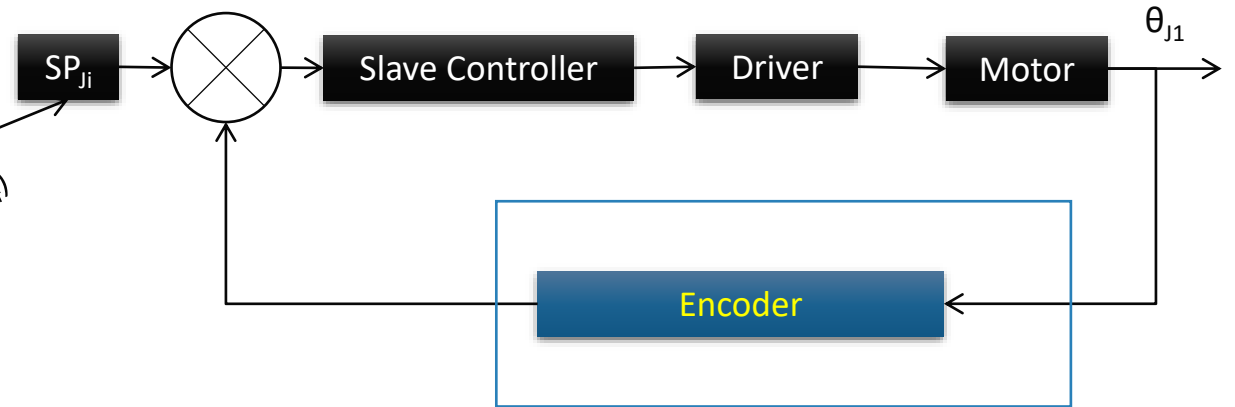 θJ1
SPJi
Slave Controller
Driver
Motor
Encoder